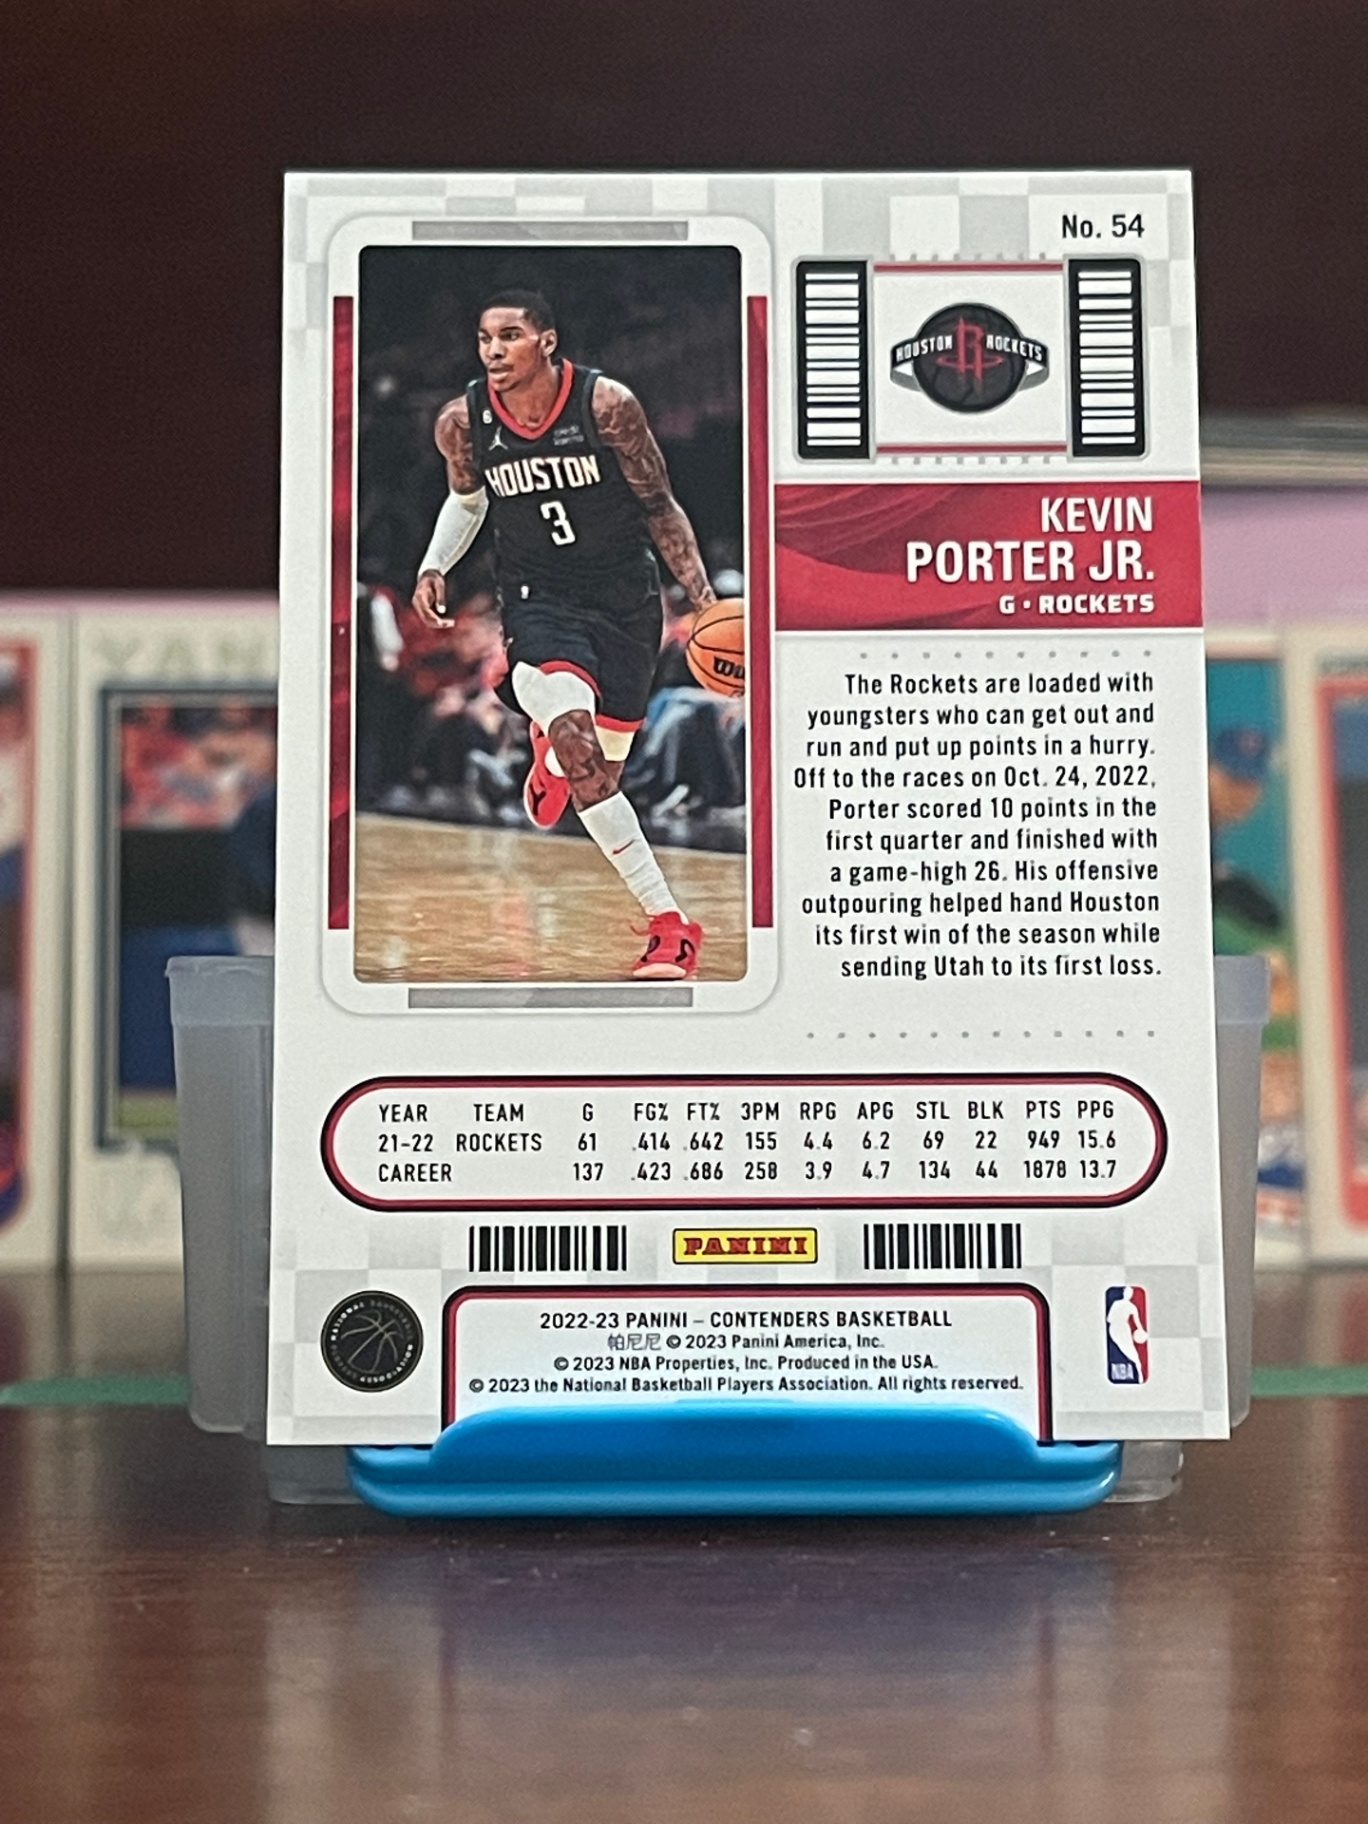 No. 54
HOUSTON ROCKETS
HOUSTON
3
KEVIN
PORTER JR.
G • ROCKETS
The Rockets are loaded with
youngsters who can get out and
run and put up points in a hurry.
Off to the races on Oct. 24, 2022,
Porter scored 10 points in the
first quarter and finished with
a game-high 26. His offensive
outpouring helped hand Houston
its first win of the season while
sending Utah to its first loss.
YEAR TEAM G FG% FT% 3PM RPG APG STL BLK PTS PPG
21-22 ROCKETS 61 .414 .642 155 4.4 6.2 69 22 949 15.6
CAREER 137 .423 .686 258 3.9 4.7 134 44 1878 13.7
PANINI
2022-23 PANINI – CONTENDERS BASKETBALL
帕尼尼 © 2023 Panini America, Inc.
© 2023 NBA Properties, Inc. Produced in the USA.
© 2023 the National Basketball Players Association. All rights reserved.
NATIONAL BASKETBALL PLAYERS ASSOCIATION
NBA